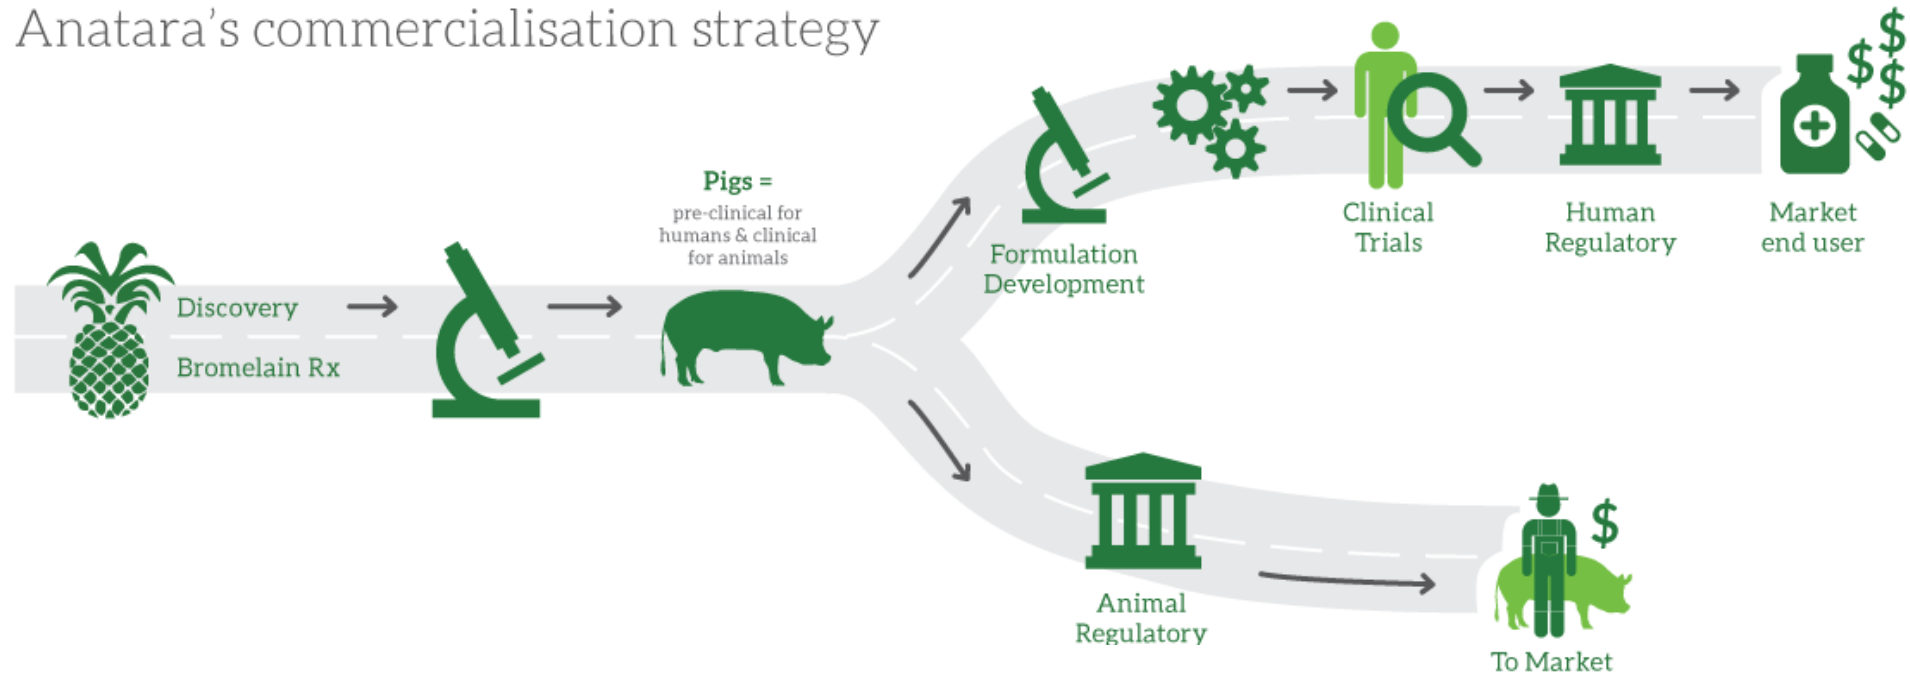 Anatara's commercialisation strategy
Discovery
Bromelain Rx
Pigs =
pre-clinical for
humans & clinical
for animals
Formulation
Development
Clinical
Trials
Human
Regulatory
$
$
$
Market
end user
Animal
Regulatory
$
To Market